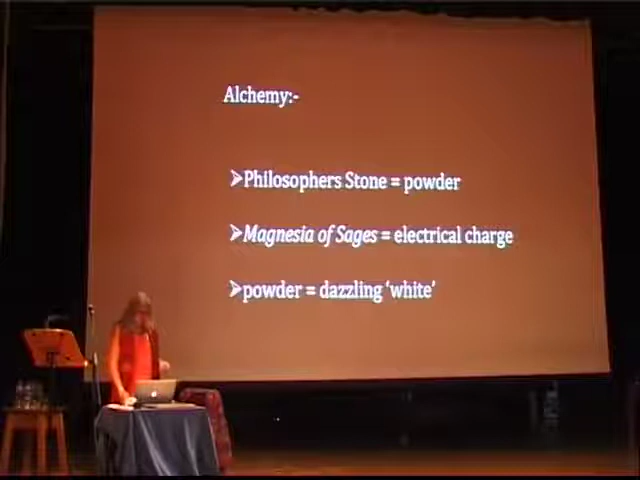 Alchemy:-
➢Philosophers Stone = powder
➢Magnesia of Sages = electrical charge
➢powder = dazzling ‘white’